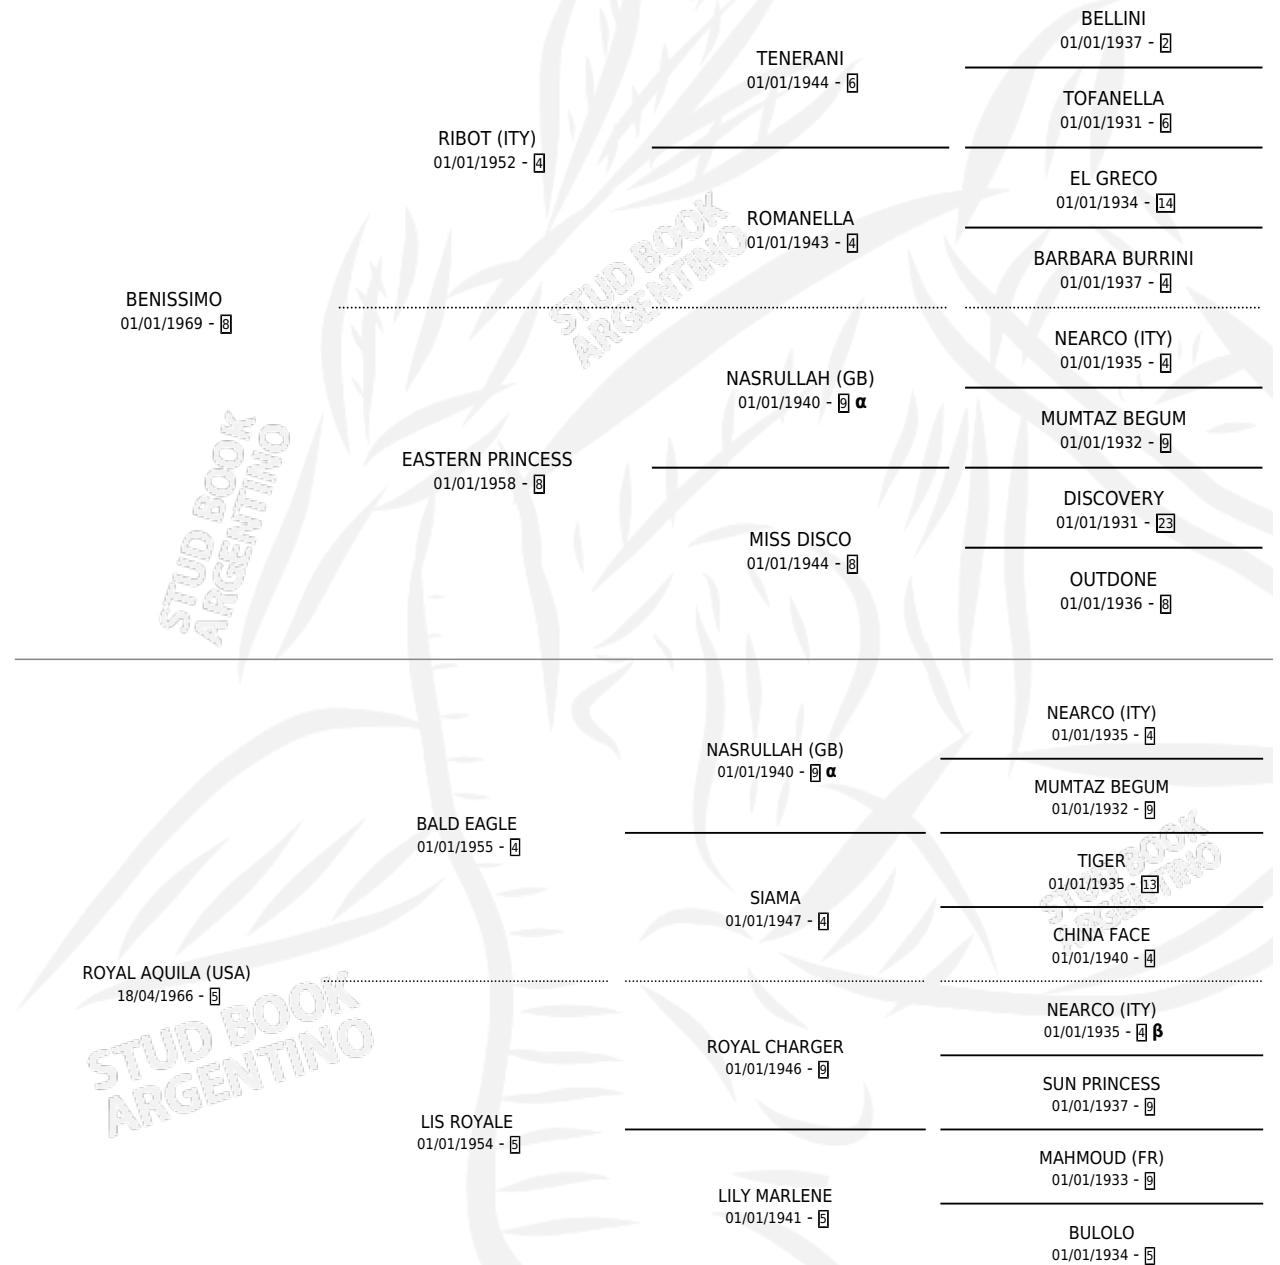 BELLINI
01/01/1937 - 2
TENERANI
01/01/1944 - 6
TOFANELLA
01/01/1931 - 6
RIBOT (ITY)
01/01/1952 - 4
EL GRECO
01/01/1934 - 14
ROMANELLA
01/01/1943 - 4
BARBARA BURRINI
01/01/1937 - 4
BENISSIMO
01/01/1969 - 8
NEARCO (ITY)
01/01/1935 - 4
NASRULLAH (GB)
01/01/1940 - 9 α
MUMTAZ BEGUM
01/01/1932 - 9
EASTERN PRINCESS
01/01/1958 - 8
DISCOVERY
01/01/1931 - 23
MISS DISCO
01/01/1944 - 8
OUTDONE
01/01/1936 - 8
NEARCO (ITY)
01/01/1935 - 4
NASRULLAH (GB)
01/01/1940 - 9 α
MUMTAZ BEGUM
01/01/1932 - 9
BALD EAGLE
01/01/1955 - 4
TIGER
01/01/1935 - 13
SIAMA
01/01/1947 - 4
CHINA FACE
01/01/1940 - 4
ROYAL AQUILA (USA)
18/04/1966 - 5
NEARCO (ITY)
01/01/1935 - 4 β
ROYAL CHARGER
01/01/1946 - 9
SUN PRINCESS
01/01/1937 - 9
LIS ROYALE
01/01/1954 - 5
MAHMOUD (FR)
01/01/1933 - 9
LILY MARLENE
01/01/1941 - 5
BULOLO
01/01/1934 - 5
STUD BOOK
ARGENTINO
STUD BOOK
ARGENTINO
STUD BOOK
ARGENTINO
STUD BOOK
ARGENTINO